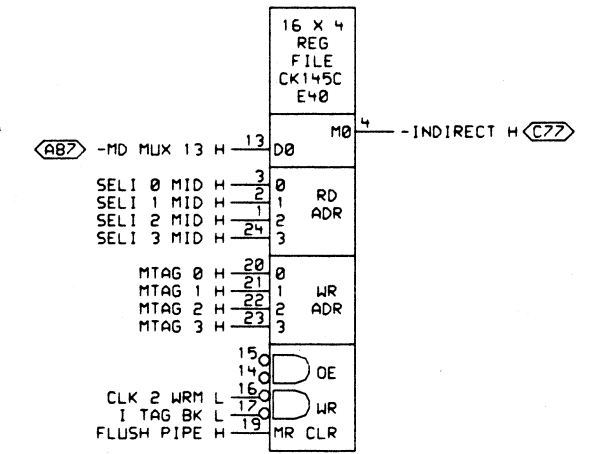 16 X 4
REG
FILE
CK145C
E40
M0 4 -INDIRECT H C77
AB7 -MD MUX 13 H 13 D0
SELI 0 MID H 3 0
SELI 1 MID H 2 1
SELI 2 MID H 1 2
SELI 3 MID H 24 3
RD
ADR
MTAG 0 H 20 0
MTAG 1 H 21 1
MTAG 2 H 22 2
MTAG 3 H 23 3
WR
ADR
15
14 OE
CLK 2 WRM L 16
I TAG BK L 17 WR
FLUSH PIPE H 19 MR CLR